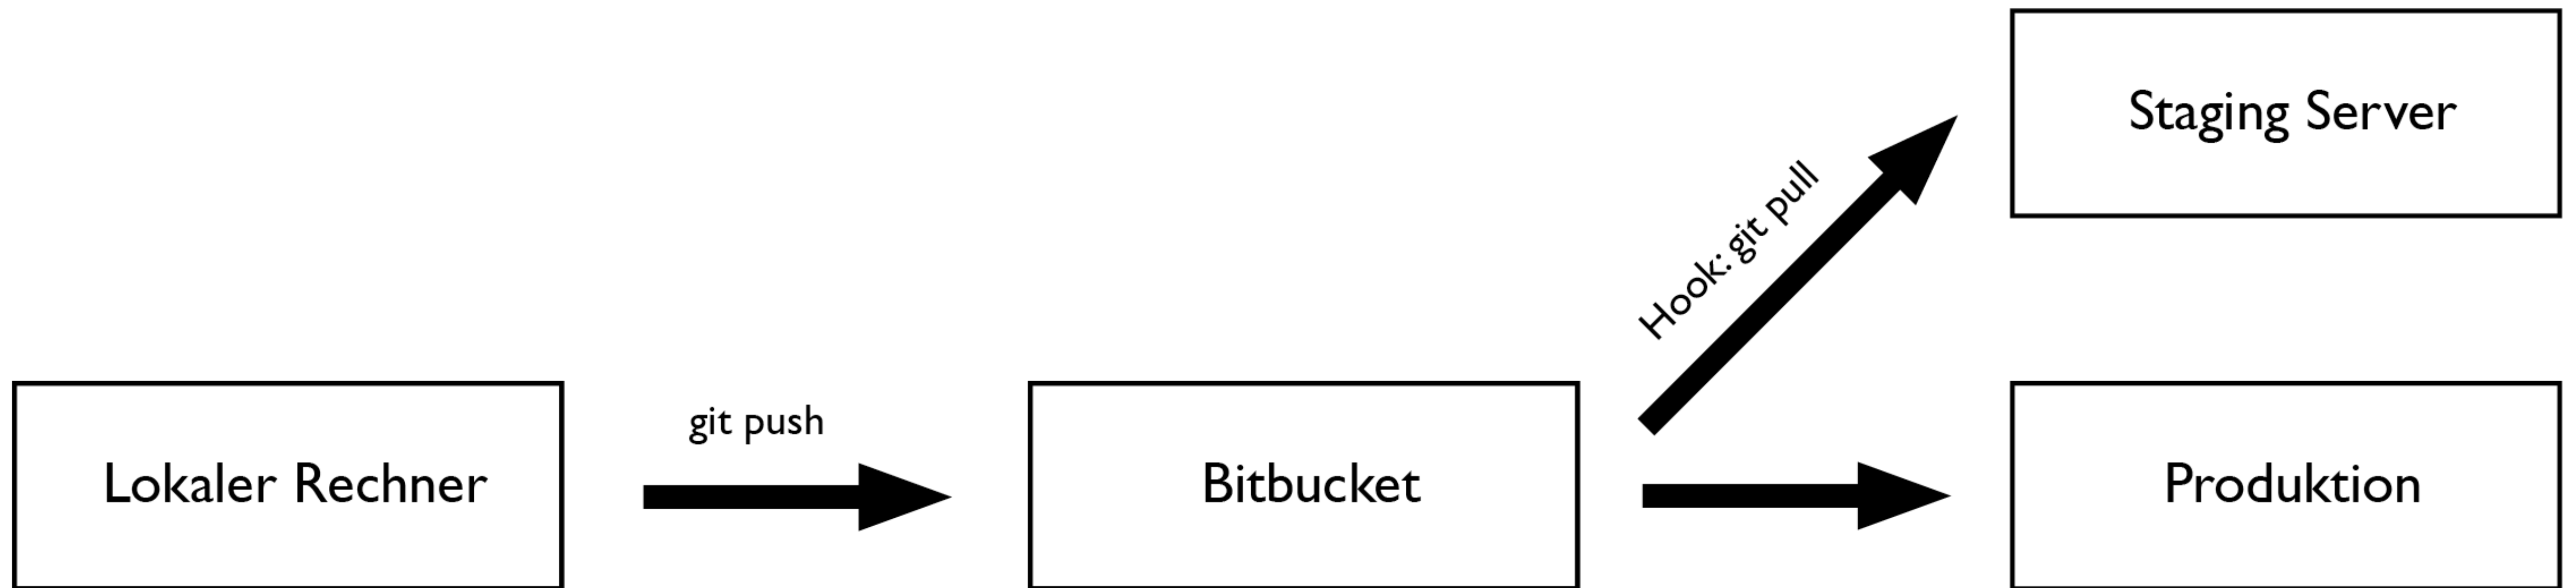 Staging Server
Hook: git pull
git push
Lokaler Rechner
Bitbucket
Produktion